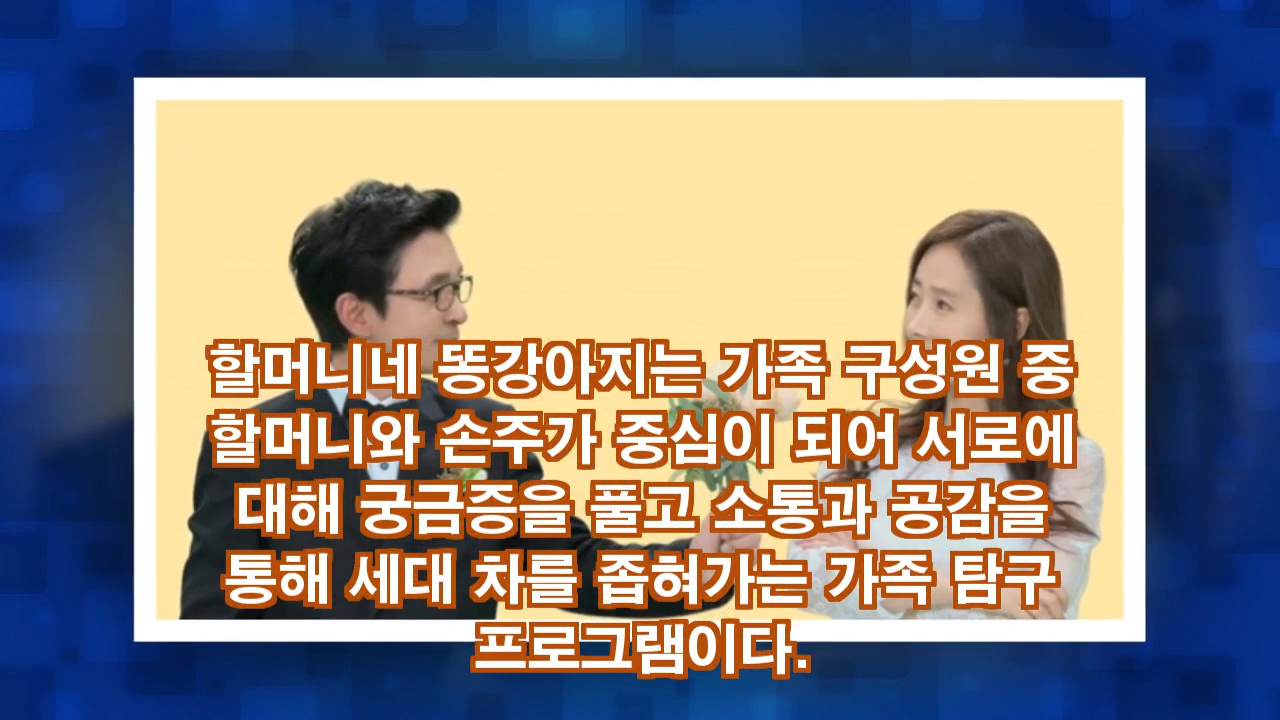 할머니네 똥강아지는 가족 구성원 중
할머니와 손주가 중심이 되어 서로에
대해 궁금증을 풀고 소통과 공감을
통해 세대 차를 좁혀가는 가족 탐구
프로그램이다.